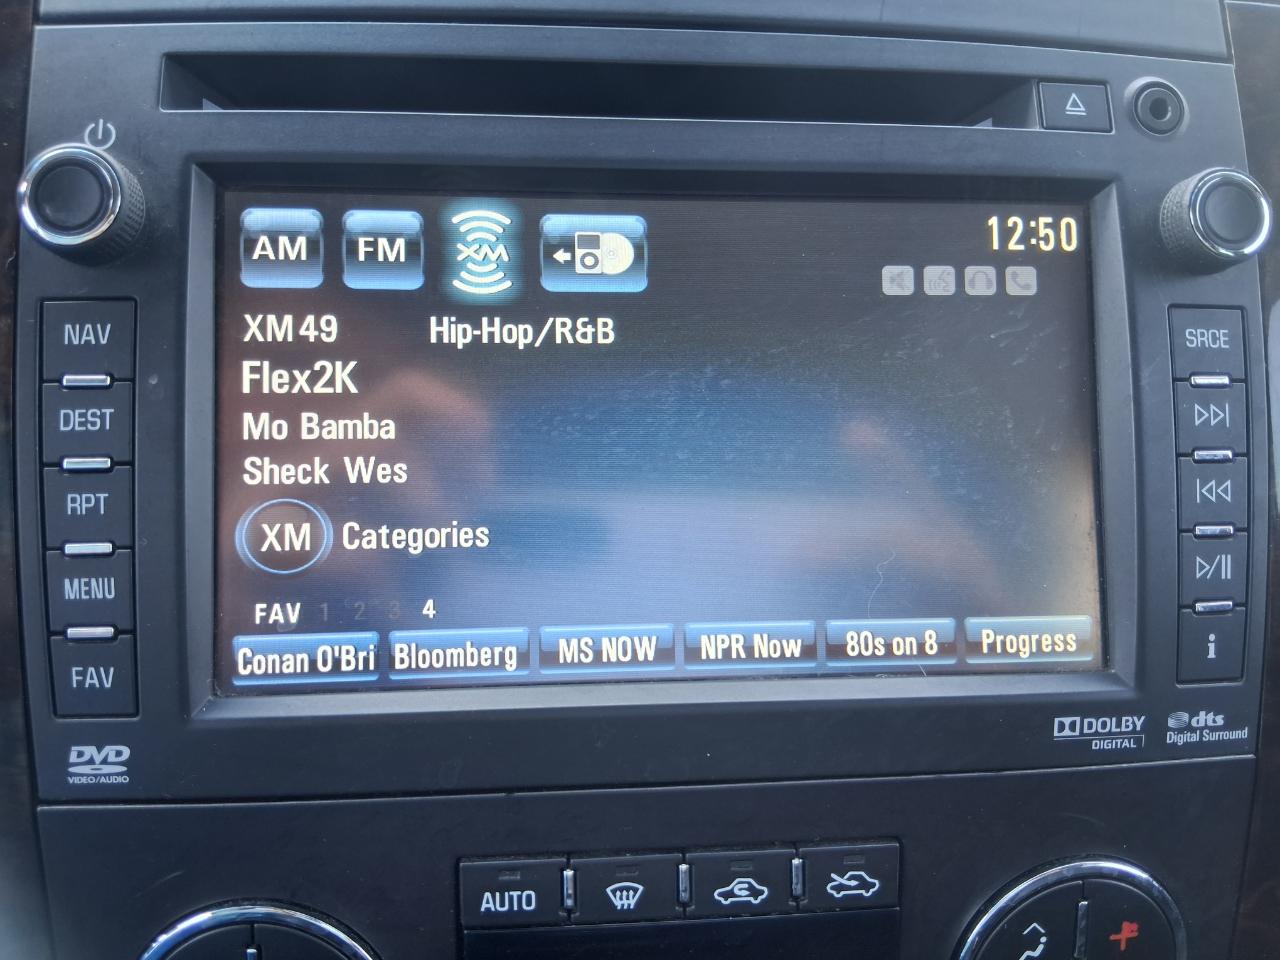 AM FM XM 12:50
XM 49 Hip-Hop/R&B
Flex2K
Mo Bamba
Sheck Wes
XM Categories
FAV 1 2 3 4
Conan O'Bri Bloomberg MS NOW NPR Now 80s on 8 Progress
NAV
DEST
RPT
MENU
FAV
SRCE
i
DVD
VIDEO/AUDIO
DOLBY
DIGITAL
dts
Digital Surround
AUTO